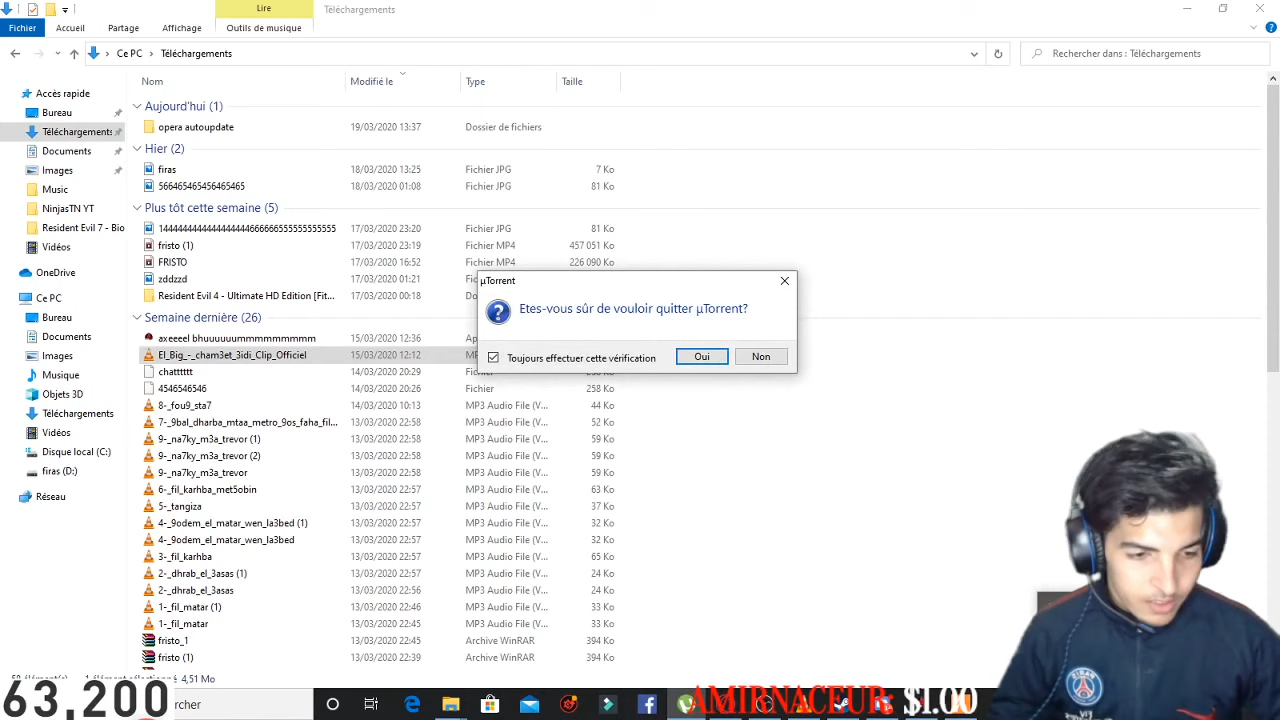 Lire
Téléchargements
Fichier Accueil Partage Affichage Outils de musique
Ce PC Téléchargements
Rechercher dans : Téléchargements
Nom Modifié le Type Taille
Accès rapide
Bureau
Téléchargements
Documents
Images
Music
NinjasTN YT
Resident Evil 7 - Bio
Vidéos
OneDrive
Ce PC
Bureau
Documents
Images
Musique
Objets 3D
Téléchargements
Vidéos
Disque local (C:)
firas (D:)
Réseau
Aujourd'hui (1)
opera autoupdate 19/03/2020 13:37 Dossier de fichiers
Hier (2)
firas 18/03/2020 13:25 Fichier JPG 7 Ko
566465465456465465 18/03/2020 01:08 Fichier JPG 81 Ko
Plus tôt cette semaine (5)
17/03/2020 23:20 Fichier JPG 81 Ko
fristo (1) 17/03/2020 23:19 Fichier MP4 457 051 Ko
FRISTO 17/03/2020 16:52 Fichier MP4 226 090 Ko
zddzzd 17/03/2020 01:21
Resident Evil 4 - Ultimate HD Edition [Fit... 17/03/2020 00:18
Semaine dernière (26)
axeeeel bhuuuuuummmmmmmmm 15/03/2020 12:36
El_Big_-_cham3et_3idi_Clip_Officiel 15/03/2020 12:12
chatttttt 14/03/2020 20:29 Fichier 258 Ko
4546546546 14/03/2020 20:26 Fichier 258 Ko
8-_fou9_sta7 14/03/2020 10:13 MP3 Audio File (V... 44 Ko
7-_9bal_dharba_mtaa_metro_9os_faha_fil... 13/03/2020 22:58 MP3 Audio File (V... 52 Ko
9-_na7ky_m3a_trevor (1) 13/03/2020 22:58 MP3 Audio File (V... 59 Ko
9-_na7ky_m3a_trevor (2) 13/03/2020 22:58 MP3 Audio File (V... 59 Ko
9-_na7ky_m3a_trevor 13/03/2020 22:58 MP3 Audio File (V... 59 Ko
6-_fil_karhba_met5obin 13/03/2020 22:57 MP3 Audio File (V... 63 Ko
5-_tangiza 13/03/2020 22:57 MP3 Audio File (V... 37 Ko
4-_9odem_el_matar_wen_la3bed (1) 13/03/2020 22:57 MP3 Audio File (V... 32 Ko
4-_9odem_el_matar_wen_la3bed 13/03/2020 22:57 MP3 Audio File (V... 32 Ko
3-_fil_karhba 13/03/2020 22:57 MP3 Audio File (V... 65 Ko
2-_dhrab_el_3asas (1) 13/03/2020 22:57 MP3 Audio File (V... 24 Ko
2-_dhrab_el_3asas 13/03/2020 22:56 MP3 Audio File (V... 24 Ko
1-_fil_matar (1) 13/03/2020 22:46 MP3 Audio File (V... 33 Ko
1-_fil_matar 13/03/2020 22:45 MP3 Audio File (V... 33 Ko
fristo_1 13/03/2020 22:45 Archive WinRAR 394 Ko
fristo (1) 13/03/2020 22:39 Archive WinRAR 394 Ko
µTorrent
Etes-vous sûr de vouloir quitter µTorrent?
Toujours effectuer cette vérification
Oui Non
4,51 Mo
63,200
AMIRNACEUR: $1.00